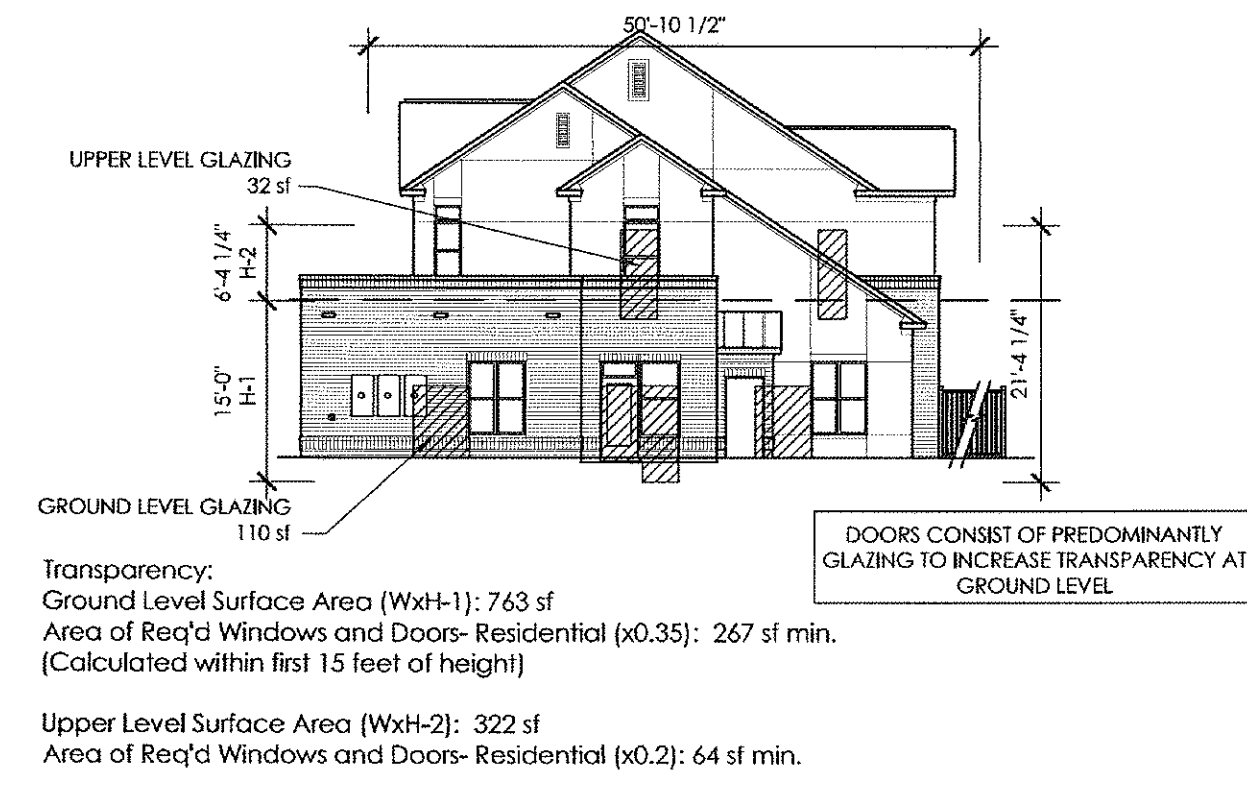 50'-10 1/2"
UPPER LEVEL GLAZING
32 sf
6'-4 1/4"
H-2
15'-0"
H-1
21'-4 1/4"
GROUND LEVEL GLAZING
110 sf
DOORS CONSIST OF PREDOMINANTLY
GLAZING TO INCREASE TRANSPARENCY AT
GROUND LEVEL
Transparency:
Ground Level Surface Area (WxH-1): 763 sf
Area of Req'd Windows and Doors- Residential (x0.35): 267 sf min.
(Calculated within first 15 feet of height)
Upper Level Surface Area (WxH-2): 322 sf
Area of Req'd Windows and Doors- Residential (x0.2): 64 sf min.